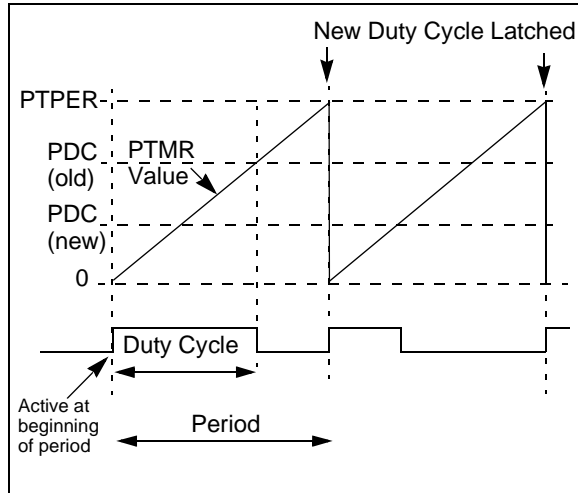 New Duty Cycle Latched
PTPER
PDC
(old)
PTMR
Value
PDC
(new)
0
Duty Cycle
Active at
beginning
of period
Period